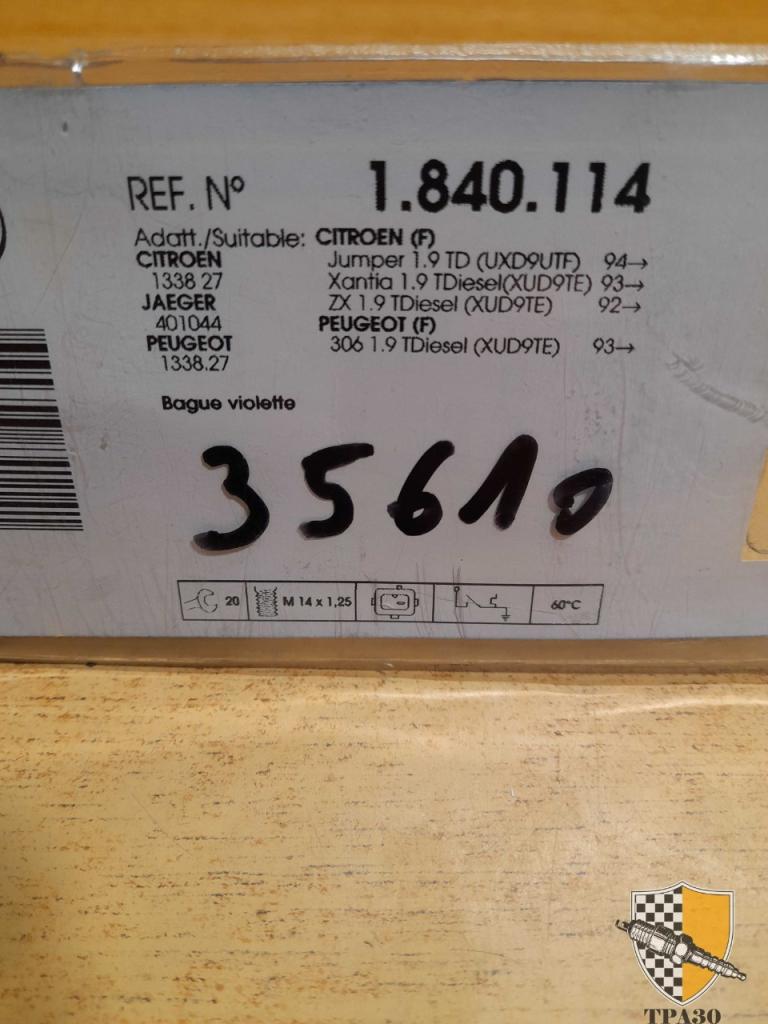 REF. Nº 1.840.114
Adatt./Suitable: CITROEN (F)
CITROEN Jumper 1.9 TD (UXD9UTF) 94→
1338 27 Xantia 1.9 TDiesel(XUD9TE) 93→
JAEGER ZX 1.9 TDiesel (XUD9TE) 92→
401044 PEUGEOT (F)
PEUGEOT 306 1.9 TDiesel (XUD9TE) 93→
1338.27
Bague violette
35610
20 M 14 x 1,25 60°C
TPA30